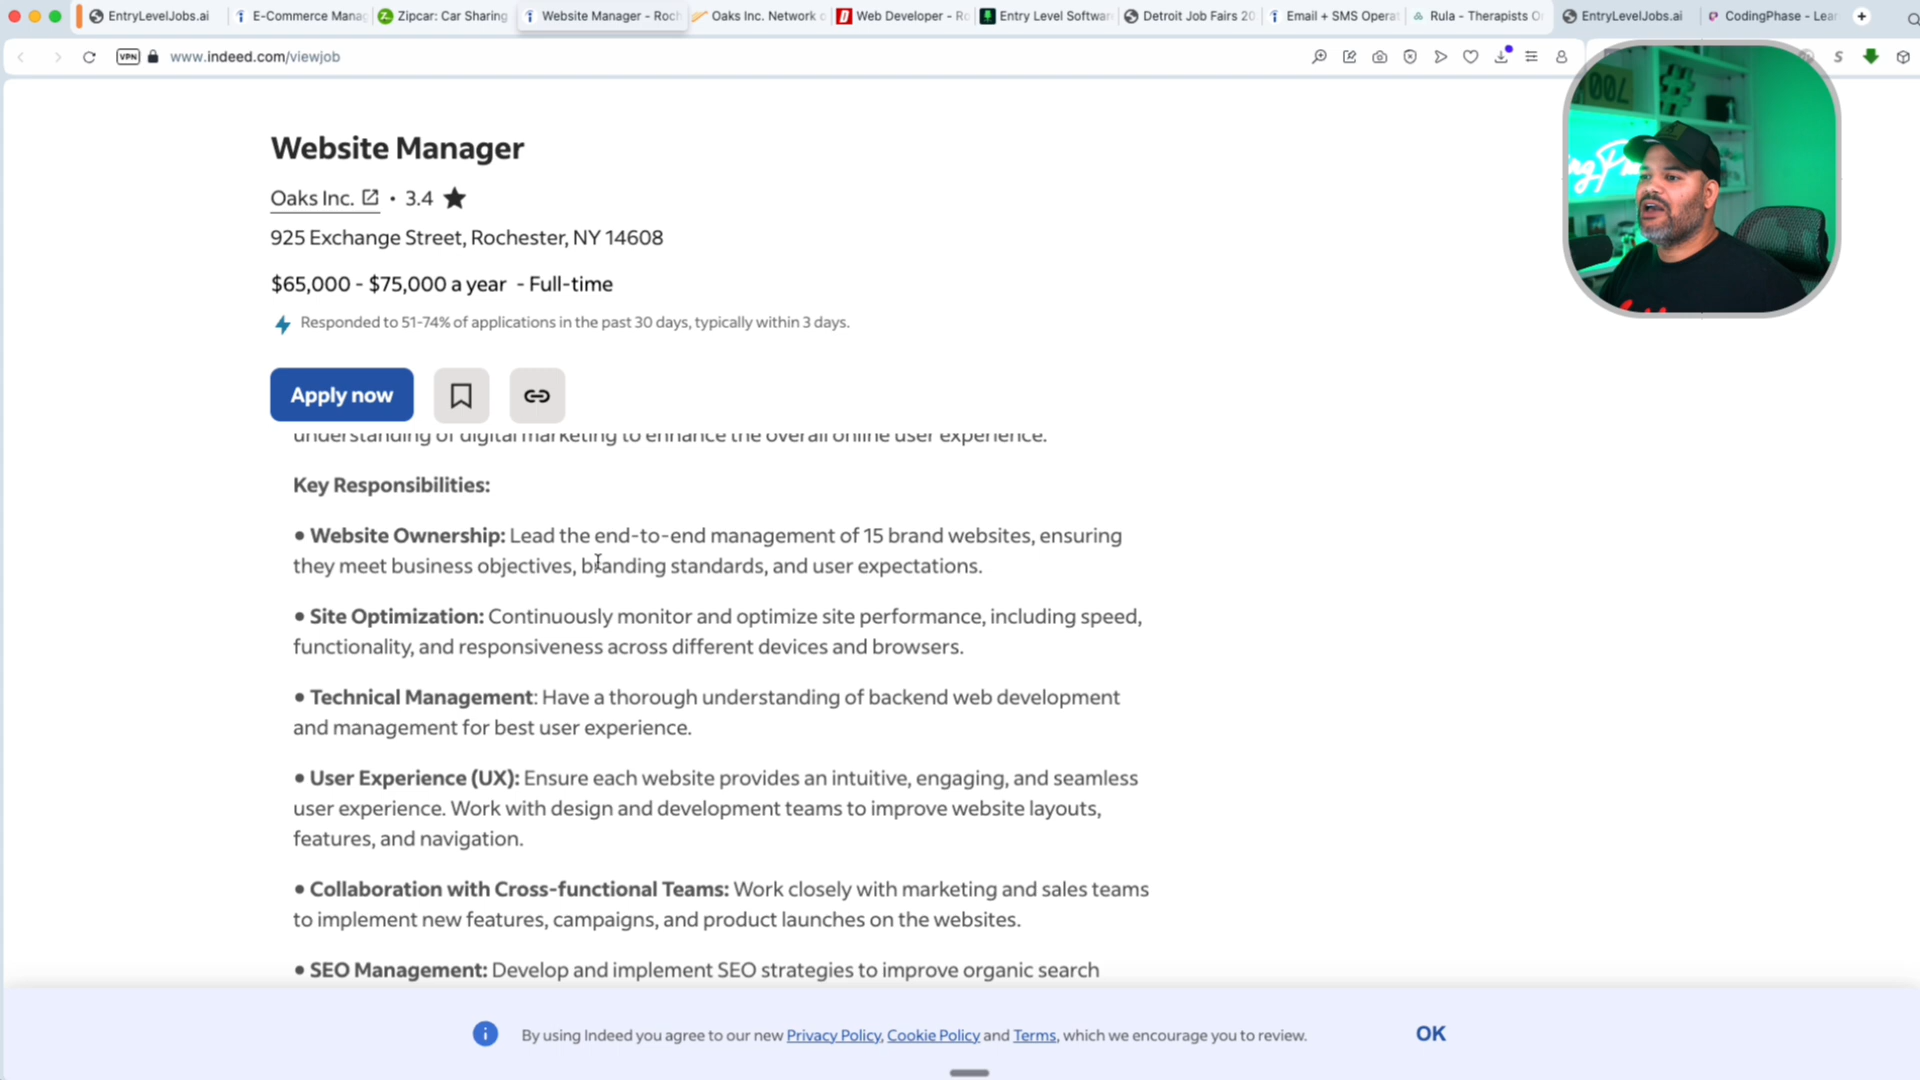 EntryLevelJobs.ai
E-Commerce Mana
Zipcar: Car Sharing
Website Manager - Roch
Oaks Inc. Network
Web Developer - Ro
Entry Level Softwar
Detroit Job Fairs 20
Email + SMS Opera
Rula - Therapists O
EntryLevelJobs.ai
CodingPhase - Lear
VPN
www.indeed.com/viewjob
S
Website Manager
Oaks Inc. • 3.4
925 Exchange Street, Rochester, NY 14608
$65,000 - $75,000 a year - Full-time
Responded to 51-74% of applications in the past 30 days, typically within 3 days.
Apply now
understanding of digital marketing to enhance the overall online user experience.
Key Responsibilities:
• Website Ownership: Lead the end-to-end management of 15 brand websites, ensuring
they meet business objectives, branding standards, and user expectations.
• Site Optimization: Continuously monitor and optimize site performance, including speed,
functionality, and responsiveness across different devices and browsers.
• Technical Management: Have a thorough understanding of backend web development
and management for best user experience.
• User Experience (UX): Ensure each website provides an intuitive, engaging, and seamless
user experience. Work with design and development teams to improve website layouts,
features, and navigation.
• Collaboration with Cross-functional Teams: Work closely with marketing and sales teams
to implement new features, campaigns, and product launches on the websites.
• SEO Management: Develop and implement SEO strategies to improve organic search
By using Indeed you agree to our new Privacy Policy, Cookie Policy and Terms, which we encourage you to review.
OK